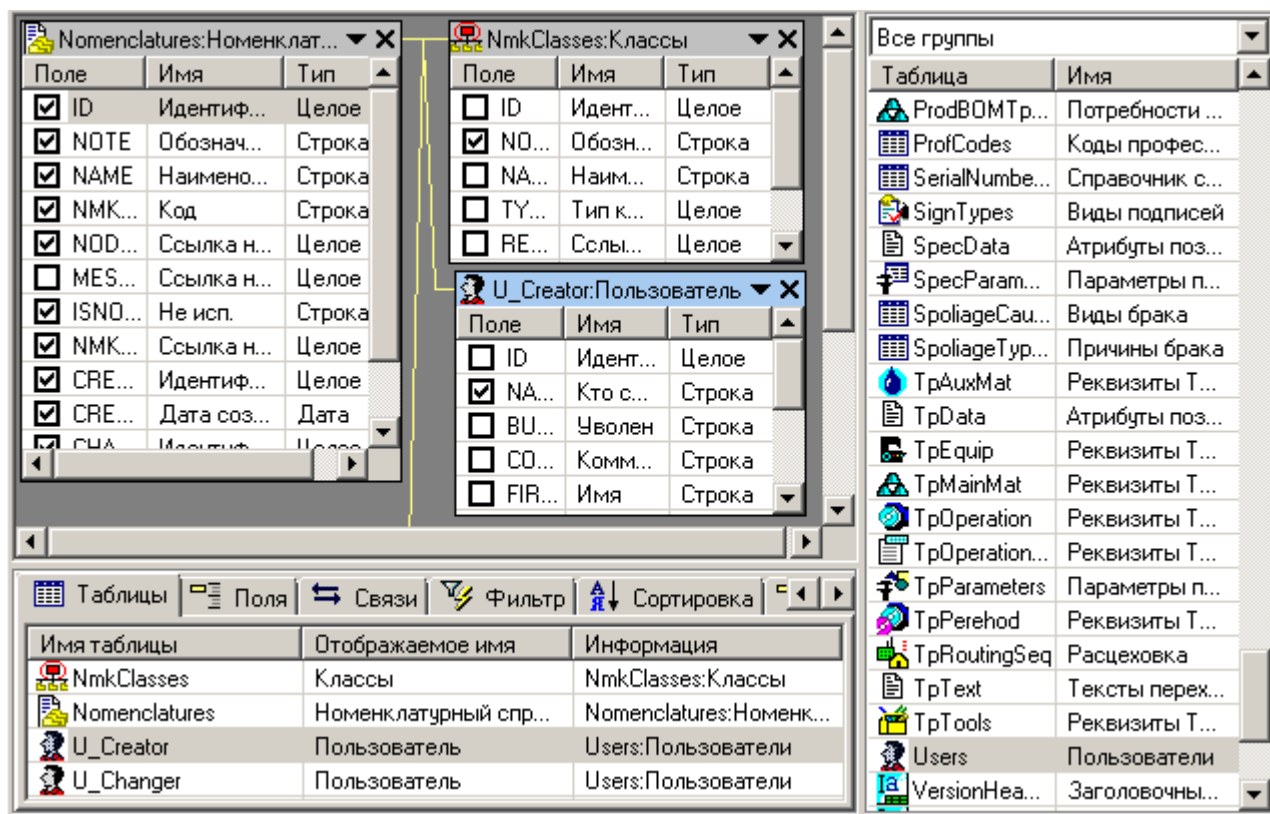 Nomenclatures:Номенклат...
Поле Имя Тип
ID Идентиф... Целое
NOTE Обознач... Строка
NAME Наимено... Строка
NMK... Код Строка
NOD... Ссылка н... Целое
MES... Ссылка н... Целое
ISNO... Не исп. Строка
NMK... Ссылка н... Целое
CRE... Идентиф... Целое
CRE... Дата соз... Дата
NmkClasses:Классы
Поле Имя Тип
ID Идент... Целое
NO... Обозн... Строка
NA... Наим... Строка
TY... Тип к... Целое
RE... Сслы... Целое
U_Creator:Пользователь
Поле Имя Тип
ID Идент... Целое
NA... Кто с... Строка
BU... Уволен Строка
CO... Комм... Строка
FIR... Имя Строка
Таблицы Поля Связи Фильтр Сортировка
Имя таблицы Отображаемое имя Информация
NmkClasses Классы NmkClasses:Классы
Nomenclatures Номенклатурный спр... Nomenclatures:Номенк...
U_Creator Пользователь Users:Пользователи
U_Changer Пользователь Users:Пользователи
Все группы
Таблица Имя
ProdBOMTp... Потребности ...
ProfCodes Коды профес...
SerialNumbe... Справочник с...
SignTypes Виды подписей
SpecData Атрибуты поз...
SpecParam... Параметры п...
SpoliageCau... Виды брака
SpoliageTyp... Причины брака
TpAuxMat Реквизиты Т...
TpData Атрибуты поз...
TpEquip Реквизиты Т...
TpMainMat Реквизиты Т...
TpOperation Реквизиты Т...
TpOperation... Реквизиты Т...
TpParameters Параметры п...
TpPerehod Реквизиты Т...
TpRoutingSeq Расцеховка
TpText Тексты перех...
TpTools Реквизиты Т...
Users Пользователи
VersionHea... Заголовочны...